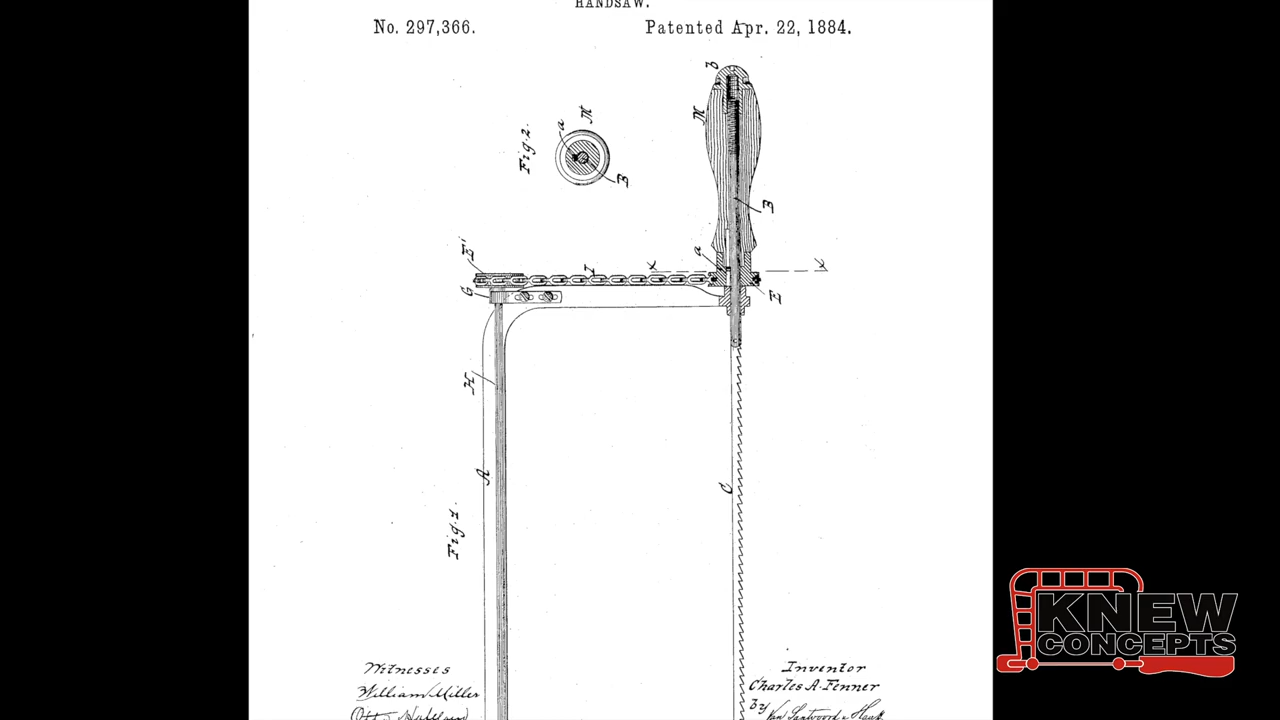 HANDSAW.
No. 297,366.
Patented Apr. 22, 1884.
b
M
Fig. 2.
a
M
B
B
E'
I
x
a
x
G
E
H
A
C
Fig. 1.
Witnesses
William Miller
Inventor
Charles A. Fenner
by
KNEW
CONCEPTS